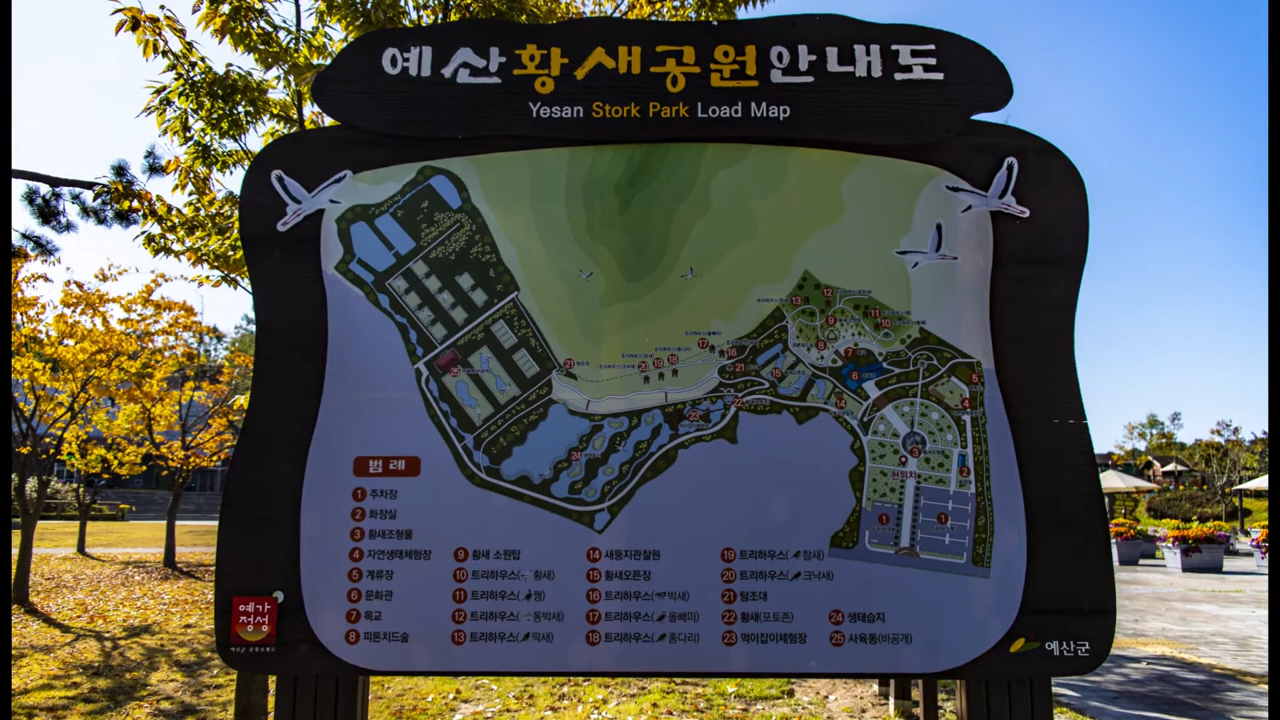 예산황새공원안내도
Yesan Stork Park Load Map
현위치
범례
1 주차장
2 화장실
3 황새조형물
4 자연생태체험장
5 계류장
6 문화관
7 목교
8 피톤치드숲
9 황새 소원탑
10 트리하우스(황새)
11 트리하우스(꿩)
12 트리하우스(동박새)
13 트리하우스(딱새)
14 새둥지관찰원
15 황새오픈장
16 트리하우스(박새)
17 트리하우스(올빼미)
18 트리하우스(홍다리)
19 트리하우스(참새)
20 트리하우스(크낙새)
21 탐조대
22 황새(포토존)
23 먹이잡이체험장
24 생태습지
25 사육동(비공개)
예가정성
예산군